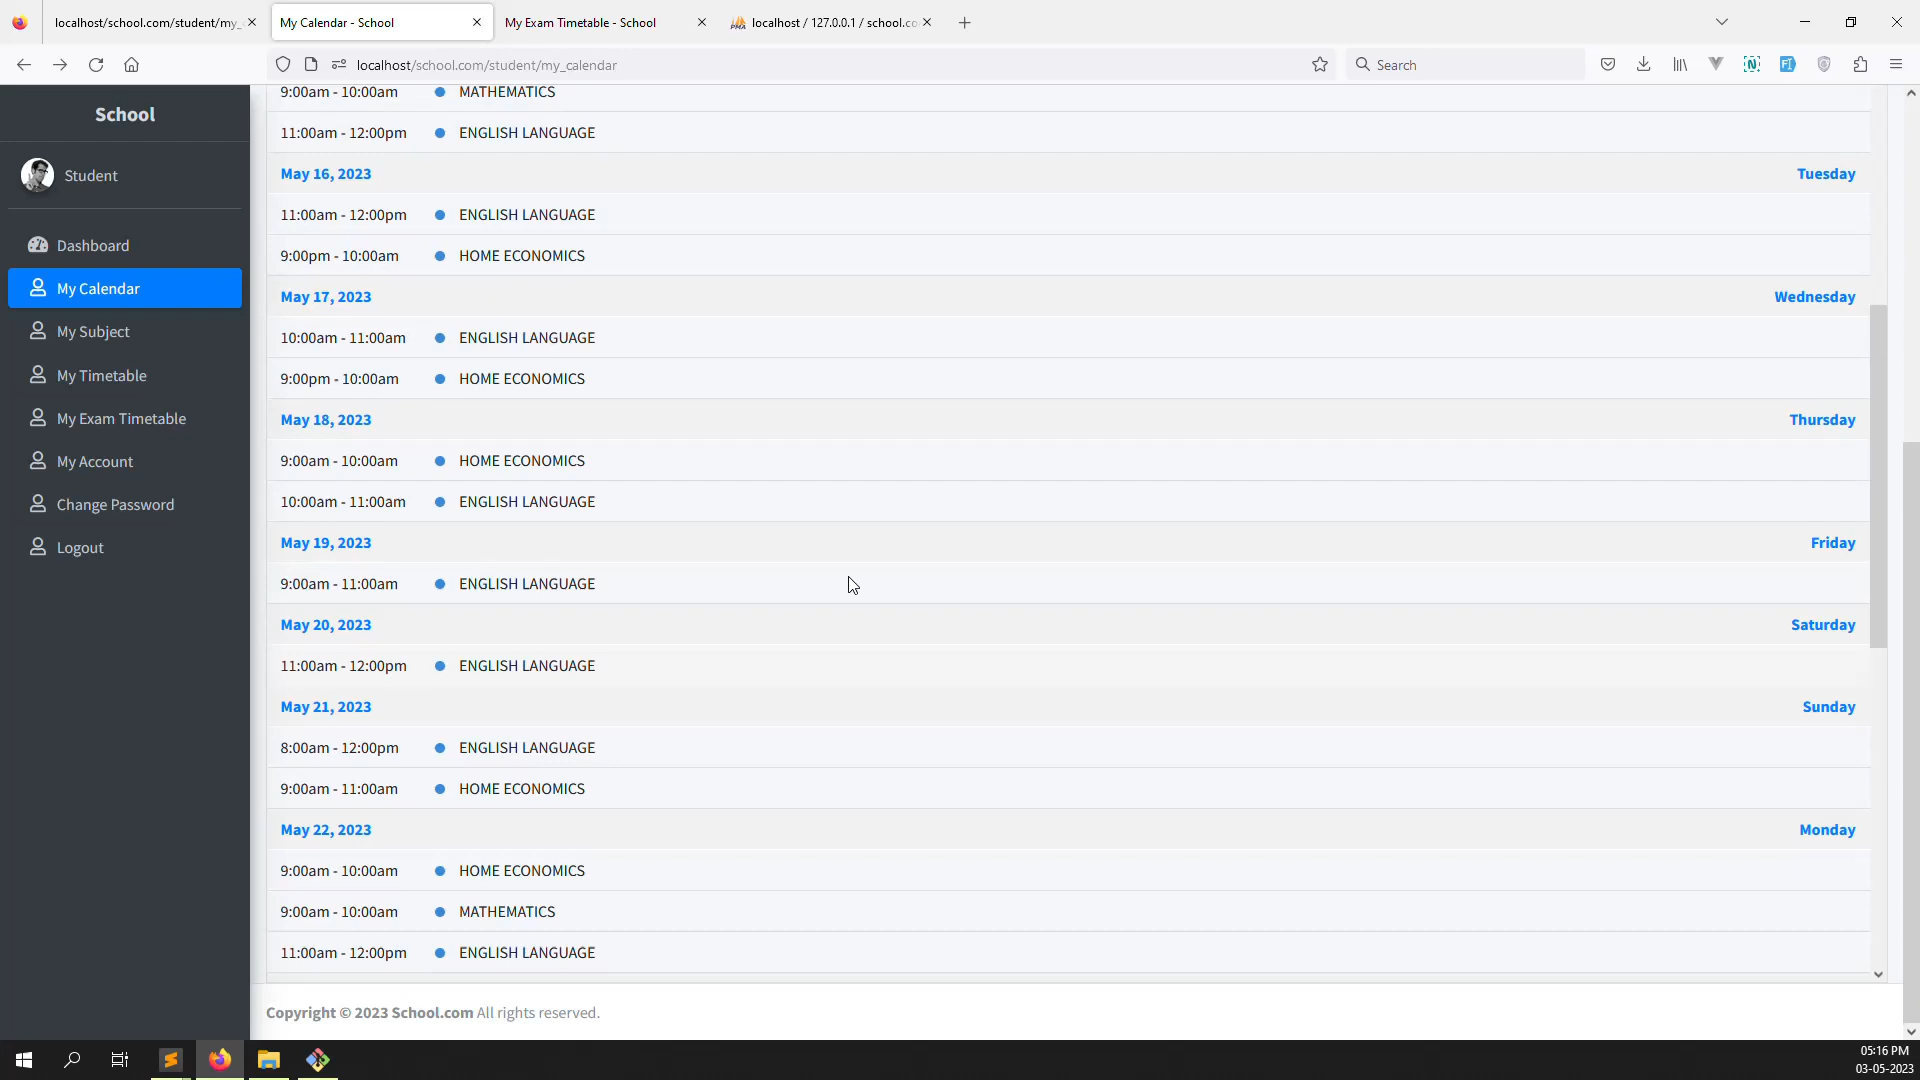 localhost/school.com/student/my_
My Calendar - School
My Exam Timetable - School
localhost / 127.0.0.1 / school.co
localhost/school.com/student/my_calendar
Search
School
Student
Dashboard
My Calendar
My Subject
My Timetable
My Exam Timetable
My Account
Change Password
Logout
9:00am - 10:00am MATHEMATICS
11:00am - 12:00pm ENGLISH LANGUAGE
May 16, 2023 Tuesday
11:00am - 12:00pm ENGLISH LANGUAGE
9:00pm - 10:00am HOME ECONOMICS
May 17, 2023 Wednesday
10:00am - 11:00am ENGLISH LANGUAGE
9:00pm - 10:00am HOME ECONOMICS
May 18, 2023 Thursday
9:00am - 10:00am HOME ECONOMICS
10:00am - 11:00am ENGLISH LANGUAGE
May 19, 2023 Friday
9:00am - 11:00am ENGLISH LANGUAGE
May 20, 2023 Saturday
11:00am - 12:00pm ENGLISH LANGUAGE
May 21, 2023 Sunday
8:00am - 12:00pm ENGLISH LANGUAGE
9:00am - 11:00am HOME ECONOMICS
May 22, 2023 Monday
9:00am - 10:00am HOME ECONOMICS
9:00am - 10:00am MATHEMATICS
11:00am - 12:00pm ENGLISH LANGUAGE
Copyright © 2023 School.com All rights reserved.
05:16 PM
03-05-2023